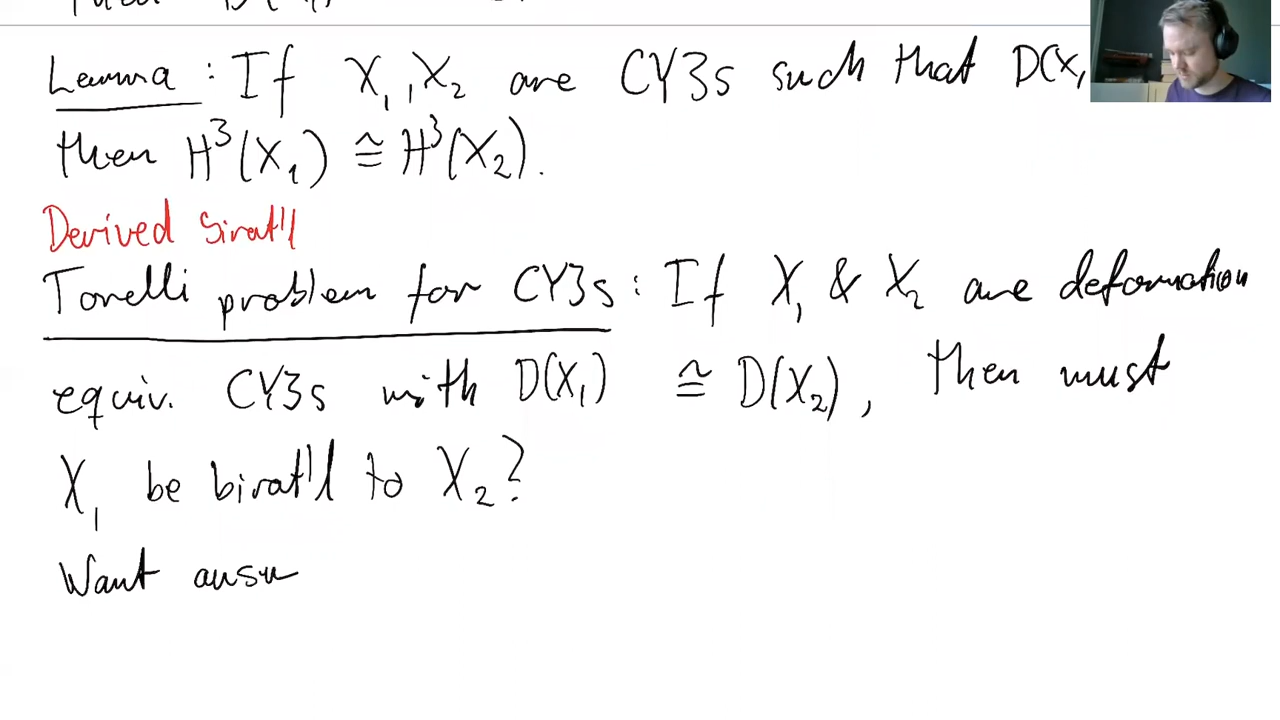 Lemma : If X₁, X₂ are CY3s such that D(X₁
then H³(X₁) ≅ H³(X₂).
Derived birat'l
Torelli problem for CY3s : If X₁ & X₂ are deformation
equiv. CY3s with D(X₁) ≅ D(X₂), then must
X₁ be birat'l to X₂?
Want answ